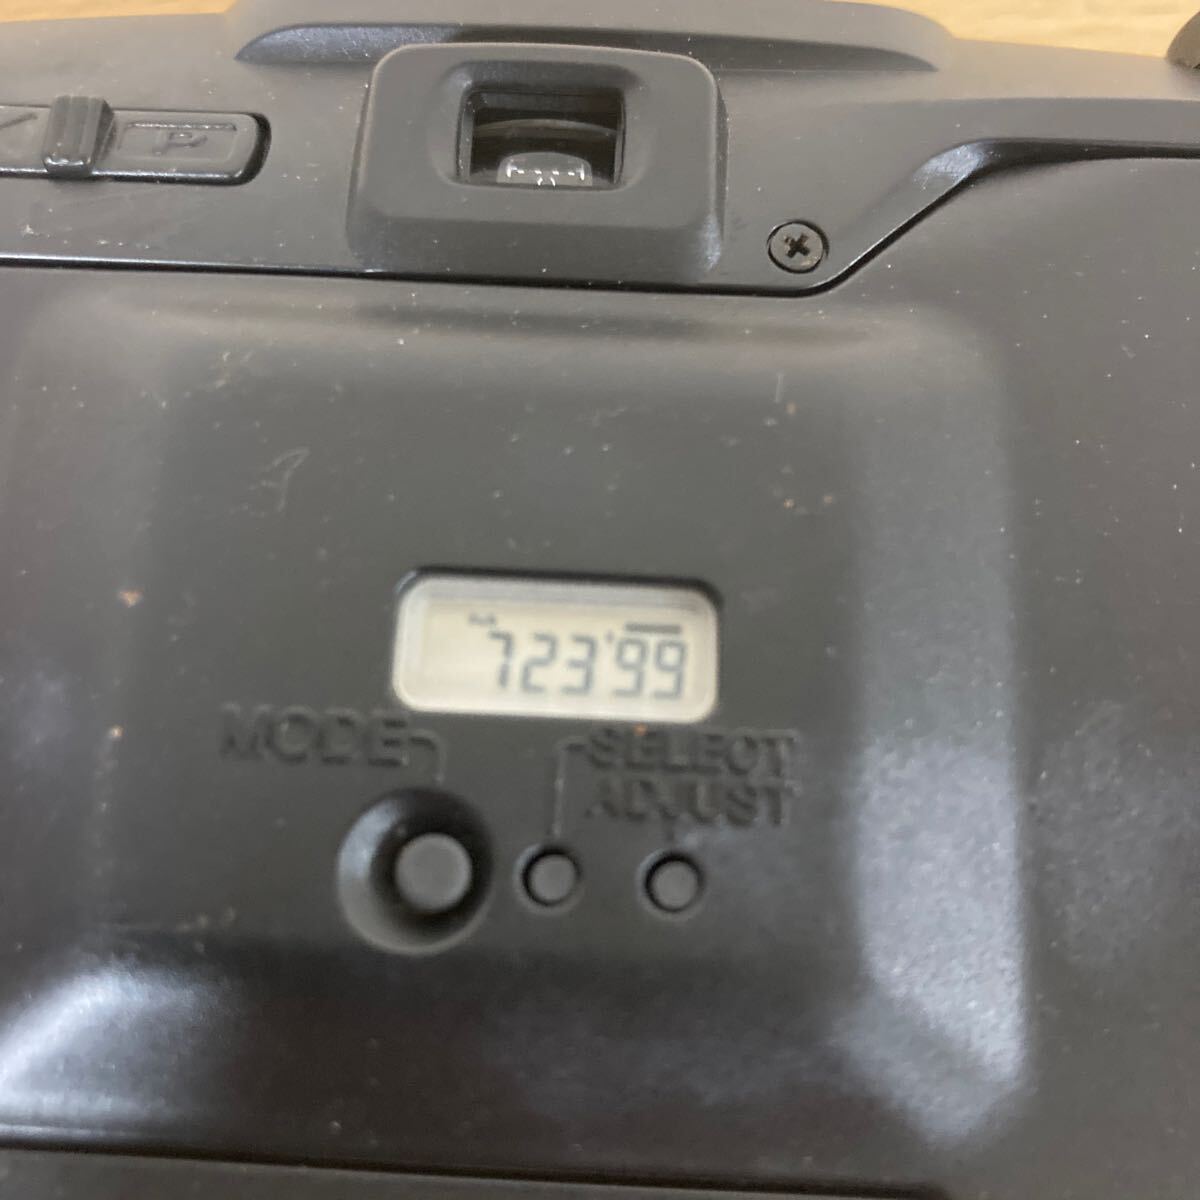 P
7 23 '99
MODE
SELECT
ADJUST